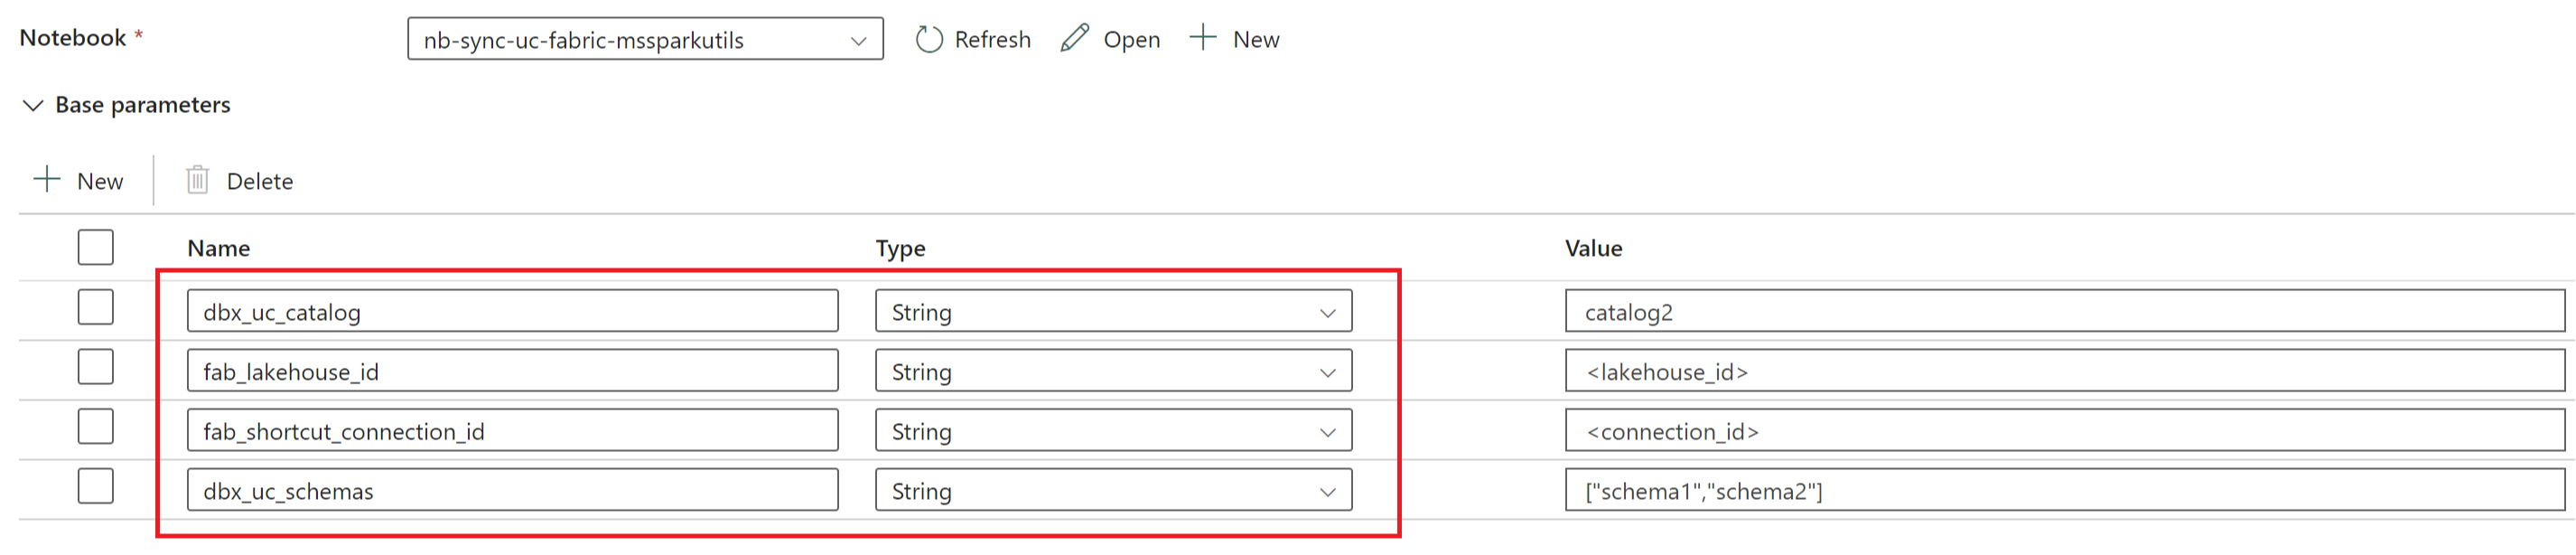 Notebook * nb-sync-uc-fabric-mssparkutils Refresh Open New
Base parameters
New Delete
Name Type Value
dbx_uc_catalog String catalog2
fab_lakehouse_id String <lakehouse_id>
fab_shortcut_connection_id String <connection_id>
dbx_uc_schemas String ["schema1","schema2"]